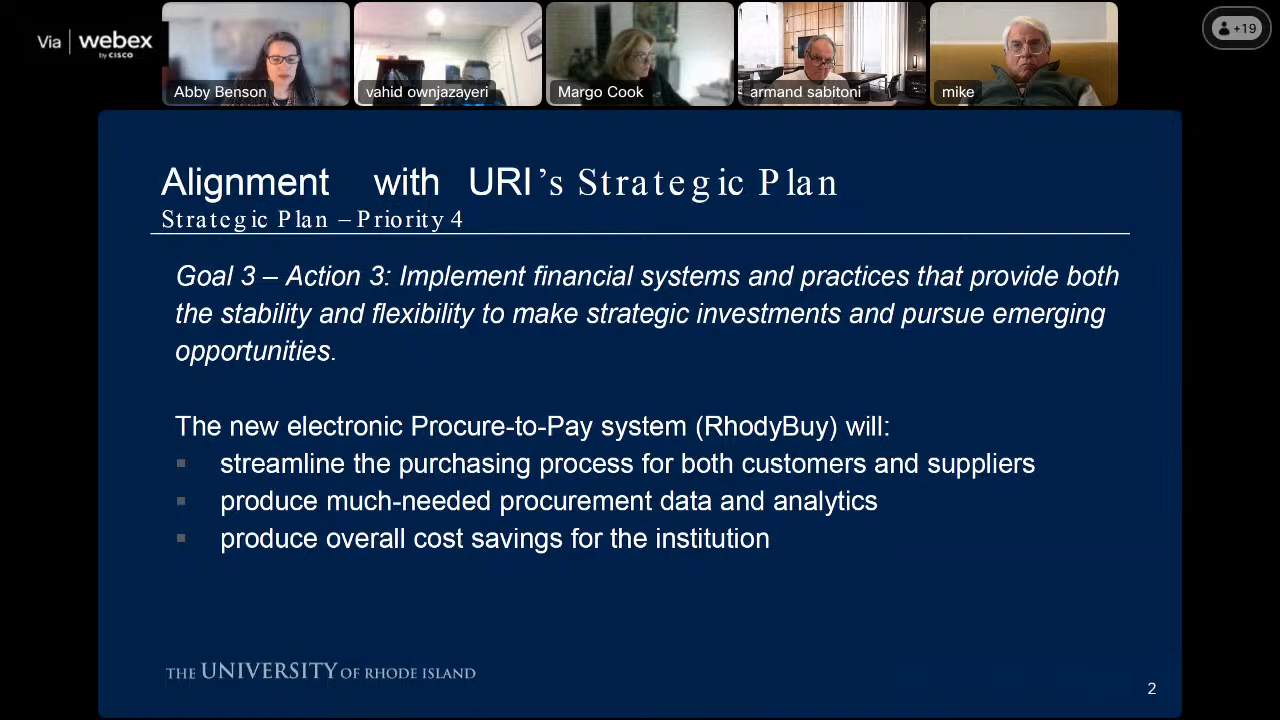 Via webex
by CISCO
Abby Benson
vahid ownjazayeri
Margo Cook
armand sabitoni
mike
+19
Alignment with URI’s Strategic Plan
Strategic Plan – Priority 4
Goal 3 – Action 3: Implement financial systems and practices that provide both
the stability and flexibility to make strategic investments and pursue emerging
opportunities.
The new electronic Procure-to-Pay system (RhodyBuy) will:
▪ streamline the purchasing process for both customers and suppliers
▪ produce much-needed procurement data and analytics
▪ produce overall cost savings for the institution
THE UNIVERSITY OF RHODE ISLAND
2